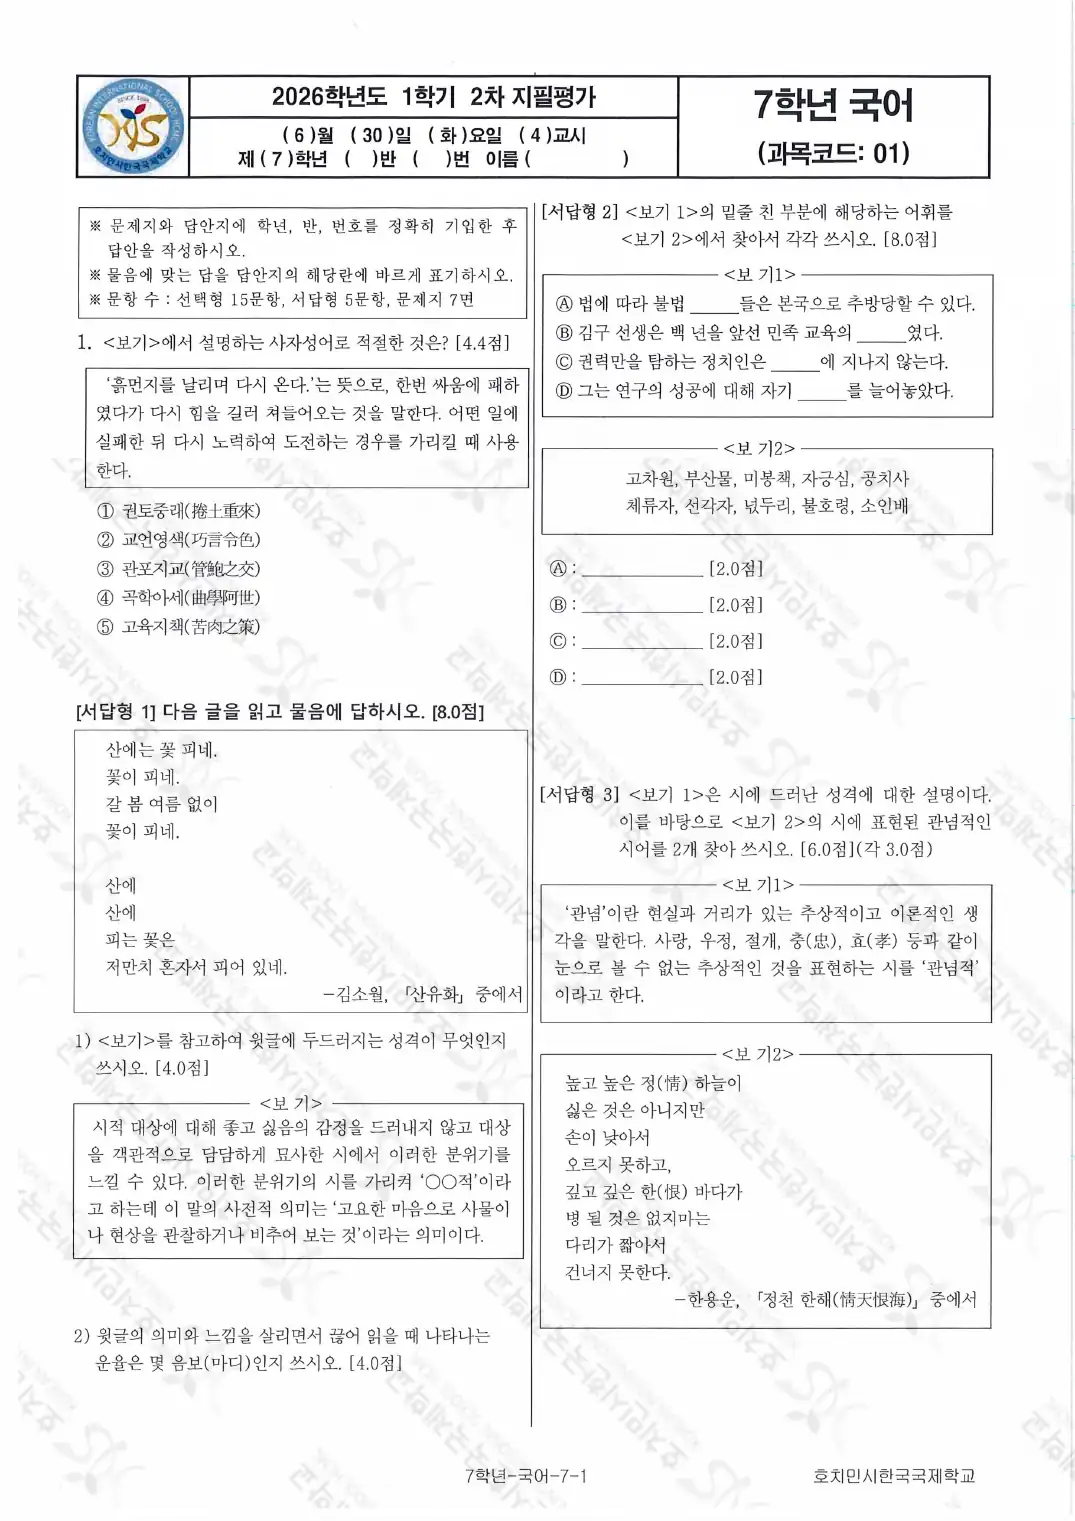 2026학년도 1학기 2차 지필평가
( 6 )월 ( 30 )일 ( 화 )요일 ( 4 )교시
제 ( 7 )학년 ( )반 ( )번 이름 ( )
7학년 국어
(과목코드: 01)
※ 문제지와 답안지에 학년, 반, 번호를 정확히 기입한 후
답안을 작성하시오.
※ 물음에 맞는 답을 답안지의 해당란에 바르게 표기하시오.
※ 문항 수 : 선택형 15문항, 서답형 5문항, 문제지 7면
1. <보기>에서 설명하는 사자성어로 적절한 것은? [4.4점]
‘흙먼지를 날리며 다시 온다.’는 뜻으로, 한번 싸움에 패하
였다가 다시 힘을 길러 쳐들어오는 것을 말한다. 어떤 일에
실패한 뒤 다시 노력하여 도전하는 경우를 가리킬 때 사용
한다.
① 권토중래(捲土重來)
② 교언영색(巧言令色)
③ 관포지교(管鮑之交)
④ 곡학아세(曲學阿世)
⑤ 고육지책(苦肉之策)
[서답형 1] 다음 글을 읽고 물음에 답하시오. [8.0점]
산에는 꽃 피네.
꽃이 피네.
갈 봄 여름 없이
꽃이 피네.
산에
산에
피는 꽃은
저만치 혼자서 피어 있네.
－김소월, 「산유화」 중에서
1) <보기>를 참고하여 윗글에 두드러지는 성격이 무엇인지
쓰시오. [4.0점]
<보 기>
시적 대상에 대해 좋고 싫음의 감정을 드러내지 않고 대상
을 객관적으로 담담하게 묘사한 시에서 이러한 분위기를
느낄 수 있다. 이러한 분위기의 시를 가리켜 ‘○○적’이라
고 하는데 이 말의 사전적 의미는 ‘고요한 마음으로 사물이
나 현상을 관찰하거나 비추어 보는 것’이라는 의미이다.
2) 윗글의 의미와 느낌을 살리면서 끊어 읽을 때 나타나는
운율은 몇 음보(마디)인지 쓰시오. [4.0점]
[서답형 2] <보기 1>의 밑줄 친 부분에 해당하는 어휘를
<보기 2>에서 찾아서 각각 쓰시오. [8.0점]
<보 기1>
Ⓐ 법에 따라 불법 ______들은 본국으로 추방당할 수 있다.
Ⓑ 김구 선생은 백 년을 앞선 민족 교육의 ______였다.
Ⓒ 권력만을 탐하는 정치인은 ______에 지나지 않는다.
Ⓓ 그는 연구의 성공에 대해 자기 ______를 늘어놓았다.
<보 기2>
고차원, 부산물, 미봉책, 자긍심, 공치사
체류자, 선각자, 넋두리, 불호령, 소인배
Ⓐ : ______________ [2.0점]
Ⓑ : ______________ [2.0점]
Ⓒ : ______________ [2.0점]
Ⓓ : ______________ [2.0점]
[서답형 3] <보기 1>은 시에 드러난 성격에 대한 설명이다.
이를 바탕으로 <보기 2>의 시에 표현된 관념적인
시어를 2개 찾아 쓰시오. [6.0점](각 3.0점)
<보 기1>
‘관념’이란 현실과 거리가 있는 추상적이고 이론적인 생
각을 말한다. 사랑, 우정, 절개, 충(忠), 효(孝) 등과 같이
눈으로 볼 수 없는 추상적인 것을 표현하는 시를 ‘관념적’
이라고 한다.
<보 기2>
높고 높은 정(情) 하늘이
싫은 것은 아니지만
손이 낮아서
오르지 못하고,
깊고 깊은 한(恨) 바다가
병 될 것은 없지마는
다리가 짧아서
건너지 못한다.
－한용운, 「정천 한해(情天恨海)」 중에서
7학년-국어-7-1
호치민시한국국제학교